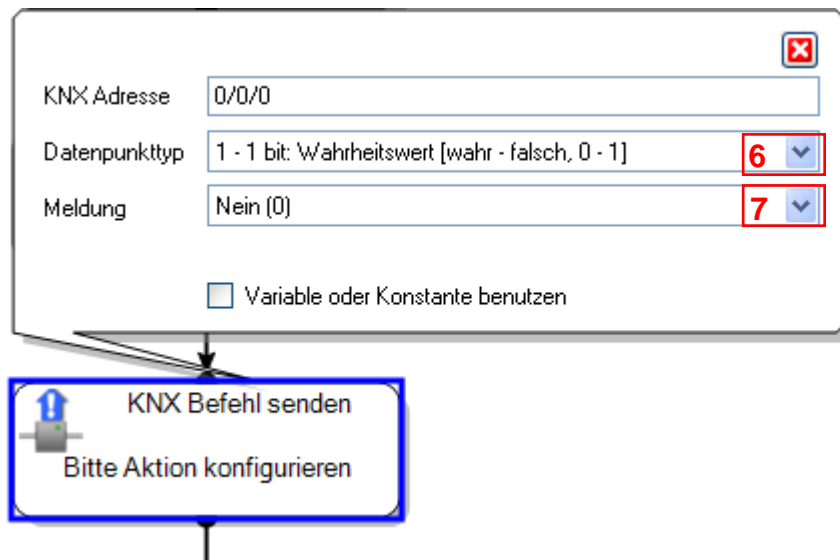 KNX Adresse 0/0/0
Datenpunkttyp 1 - 1 bit: Wahrheitswert [wahr - falsch, 0 - 1] 6
Meldung Nein (0) 7
Variable oder Konstante benutzen
KNX Befehl senden
Bitte Aktion konfigurieren